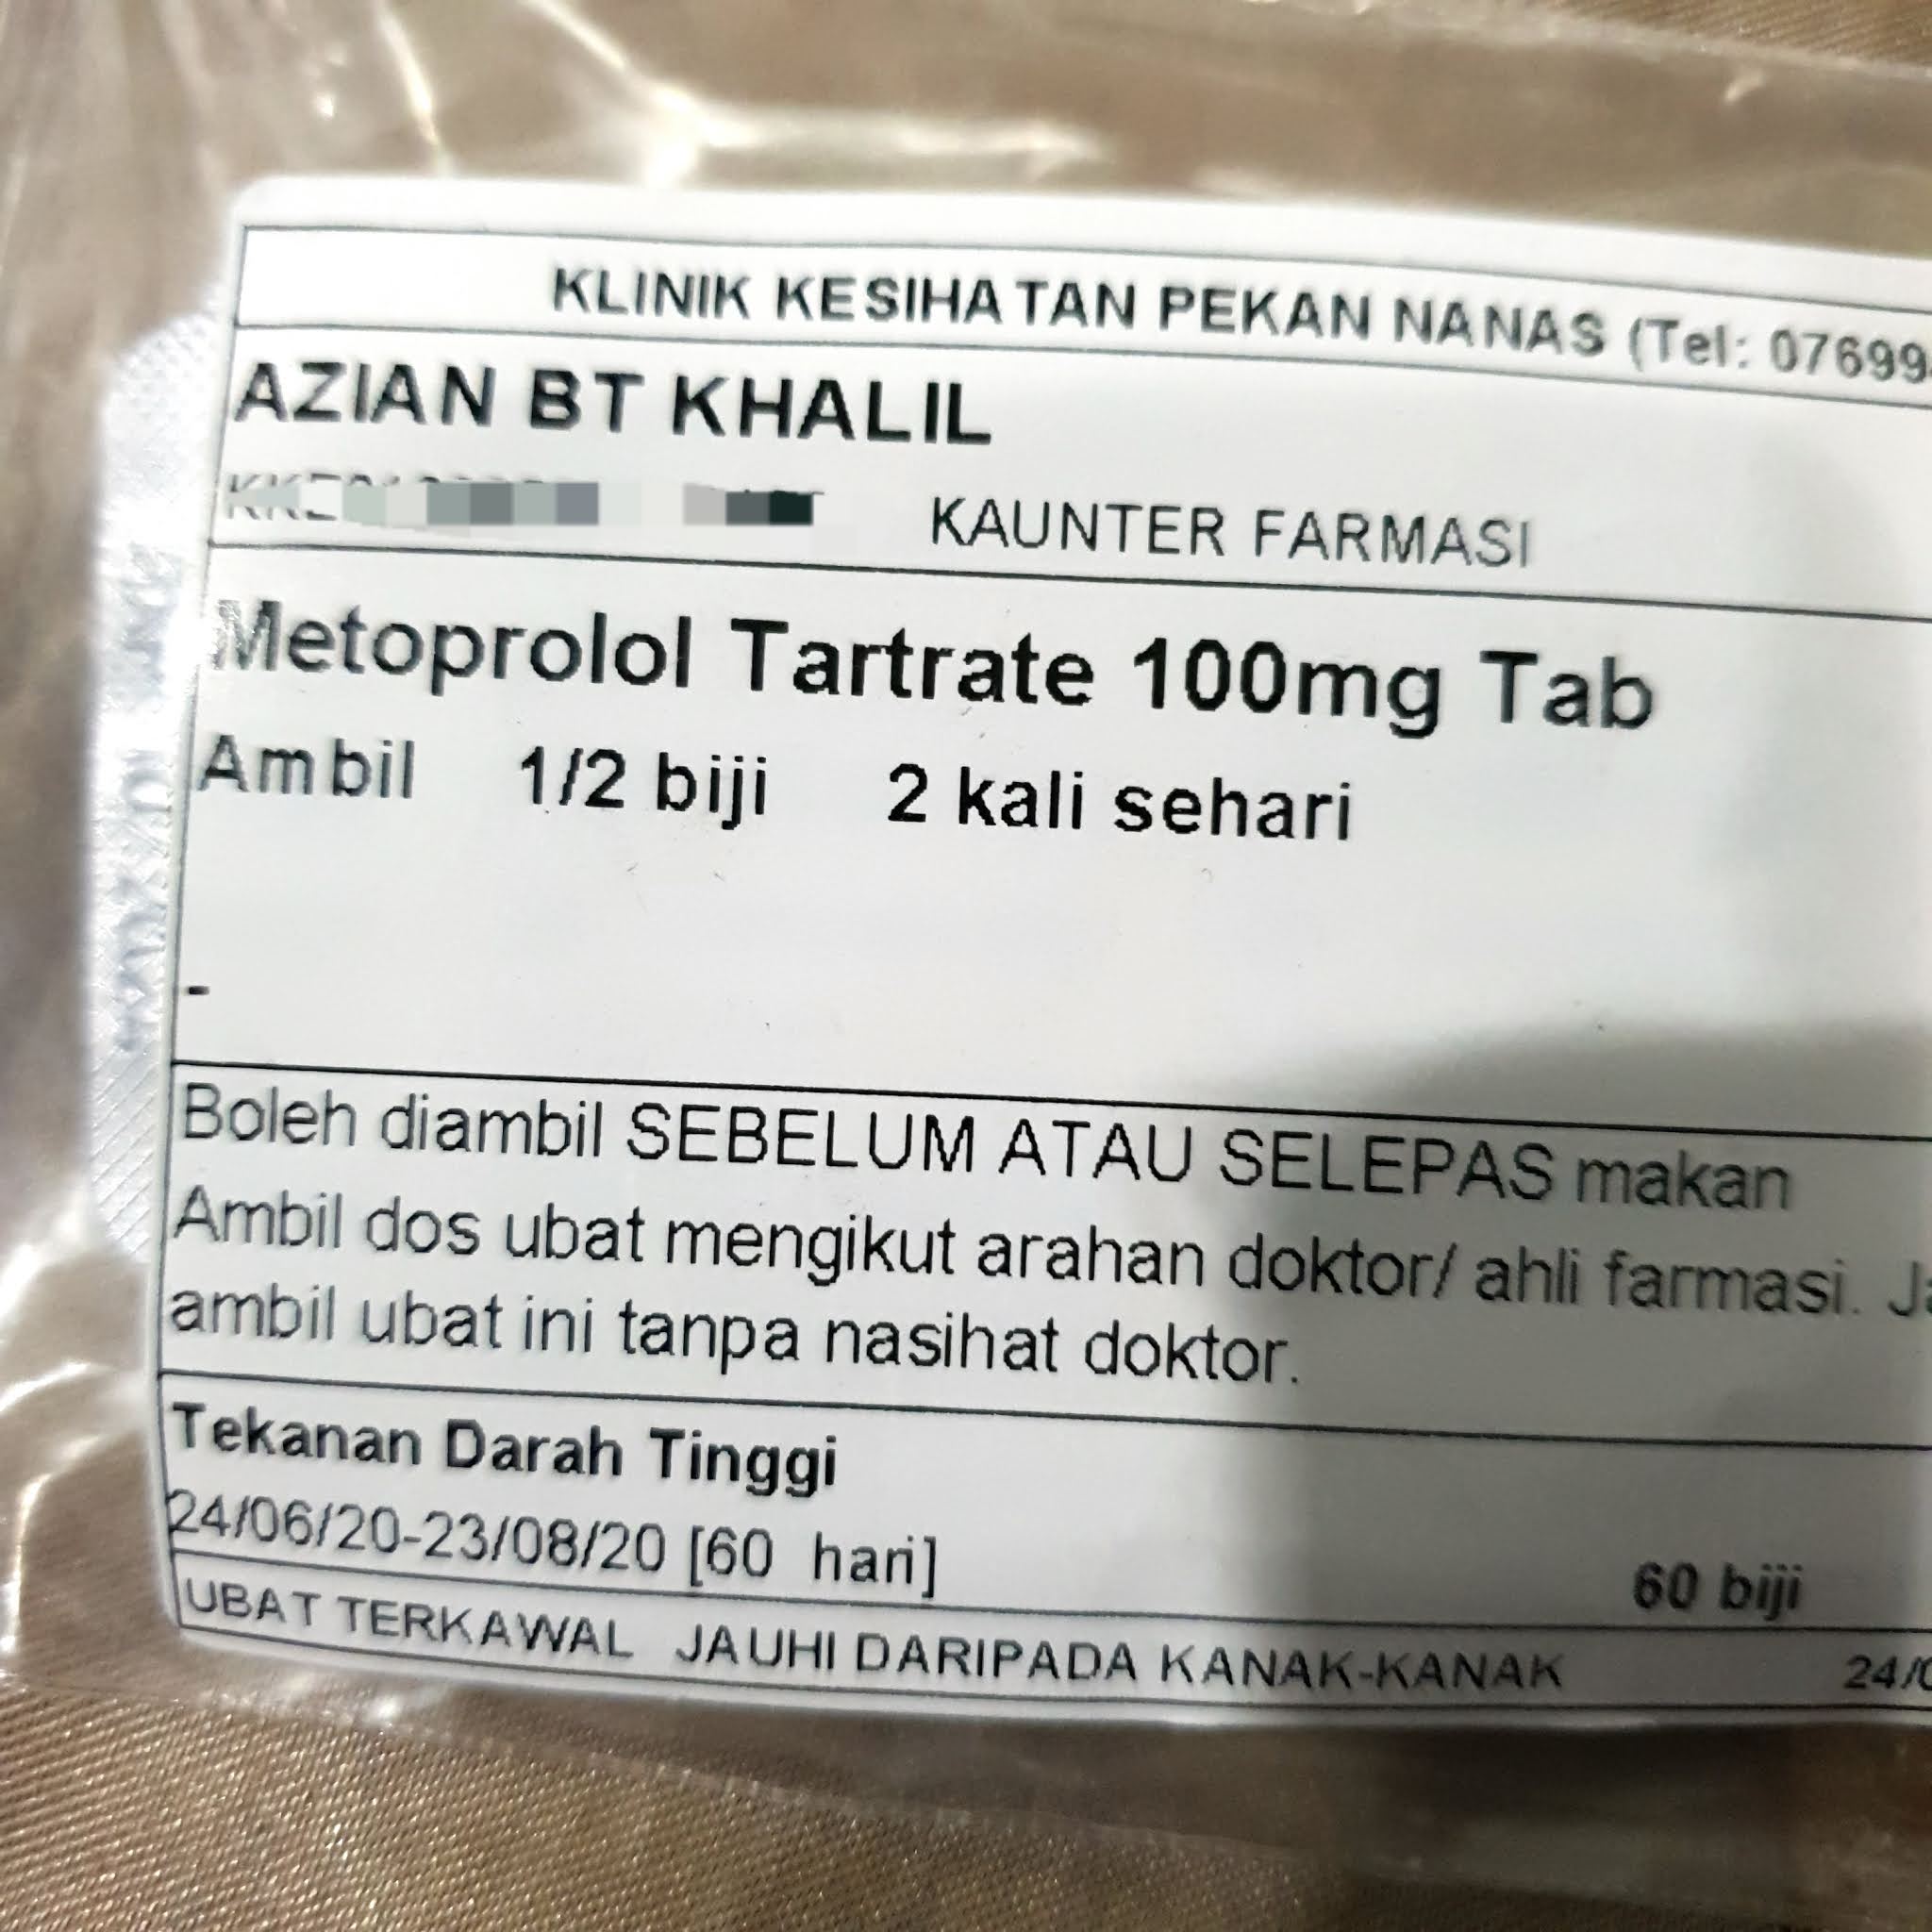 KLINIK KESIHATAN PEKAN NANAS (Tel: 07699
AZIAN BT KHALIL
KAUNTER FARMASI
Metoprolol Tartrate 100mg Tab
Ambil 1/2 biji 2 kali sehari
-
Boleh diambil SEBELUM ATAU SELEPAS makan
Ambil dos ubat mengikut arahan doktor/ ahli farmasi.
ambil ubat ini tanpa nasihat doktor.
Tekanan Darah Tinggi
24/06/20-23/08/20 [60 hari]
60 biji
UBAT TERKAWAL JAUHI DARIPADA KANAK-KANAK 24/0